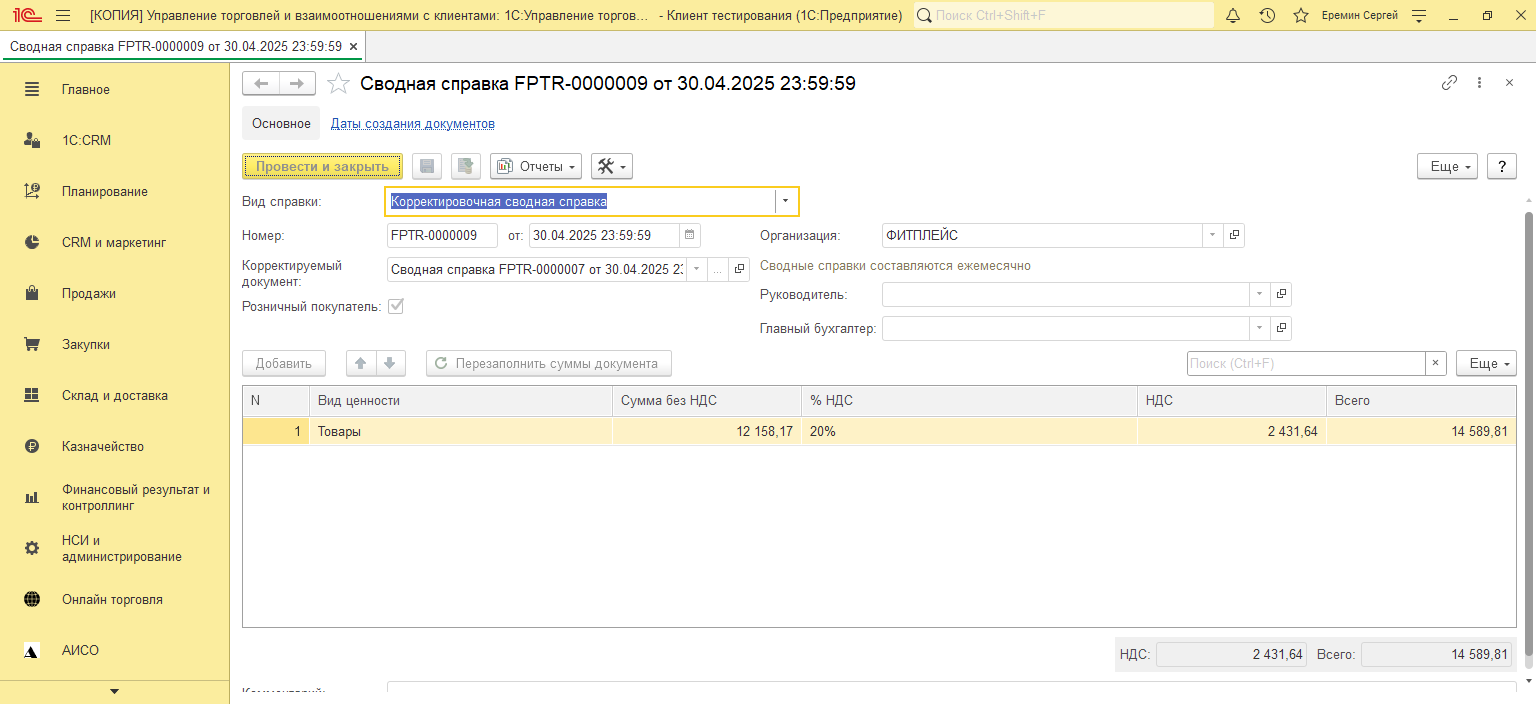 1С [КОПИЯ] Управление торговлей и взаимоотношениями с клиентами: 1С:Управление торгов... - Клиент тестирования (1С:Предприятие) Поиск Ctrl+Shift+F Еремин Сергей
Сводная справка FPTR-0000009 от 30.04.2025 23:59:59 ×
Главное
1С:CRM
Планирование
CRM и маркетинг
Продажи
Закупки
Склад и доставка
Казначейство
Финансовый результат и
контроллинг
НСИ и
администрирование
Онлайн торговля
АИСО
Сводная справка FPTR-0000009 от 30.04.2025 23:59:59
Основное Даты создания документов
Провести и закрыть Отчеты Еще ?
Вид справки: Корректировочная сводная справка
Номер: FPTR-0000009 от: 30.04.2025 23:59:59 Организация: ФИТПЛЕЙС
Корректируемый
документ: Сводная справка FPTR-0000007 от 30.04.2025 23 ... Сводные справки составляются ежемесячно
Розничный покупатель: Руководитель:
Главный бухгалтер:
Добавить Перезаполнить суммы документа Поиск (Ctrl+F) × Еще
N Вид ценности Сумма без НДС % НДС НДС Всего
1 Товары 12 158,17 20% 2 431,64 14 589,81
НДС: 2 431,64 Всего: 14 589,81
Комментарий: